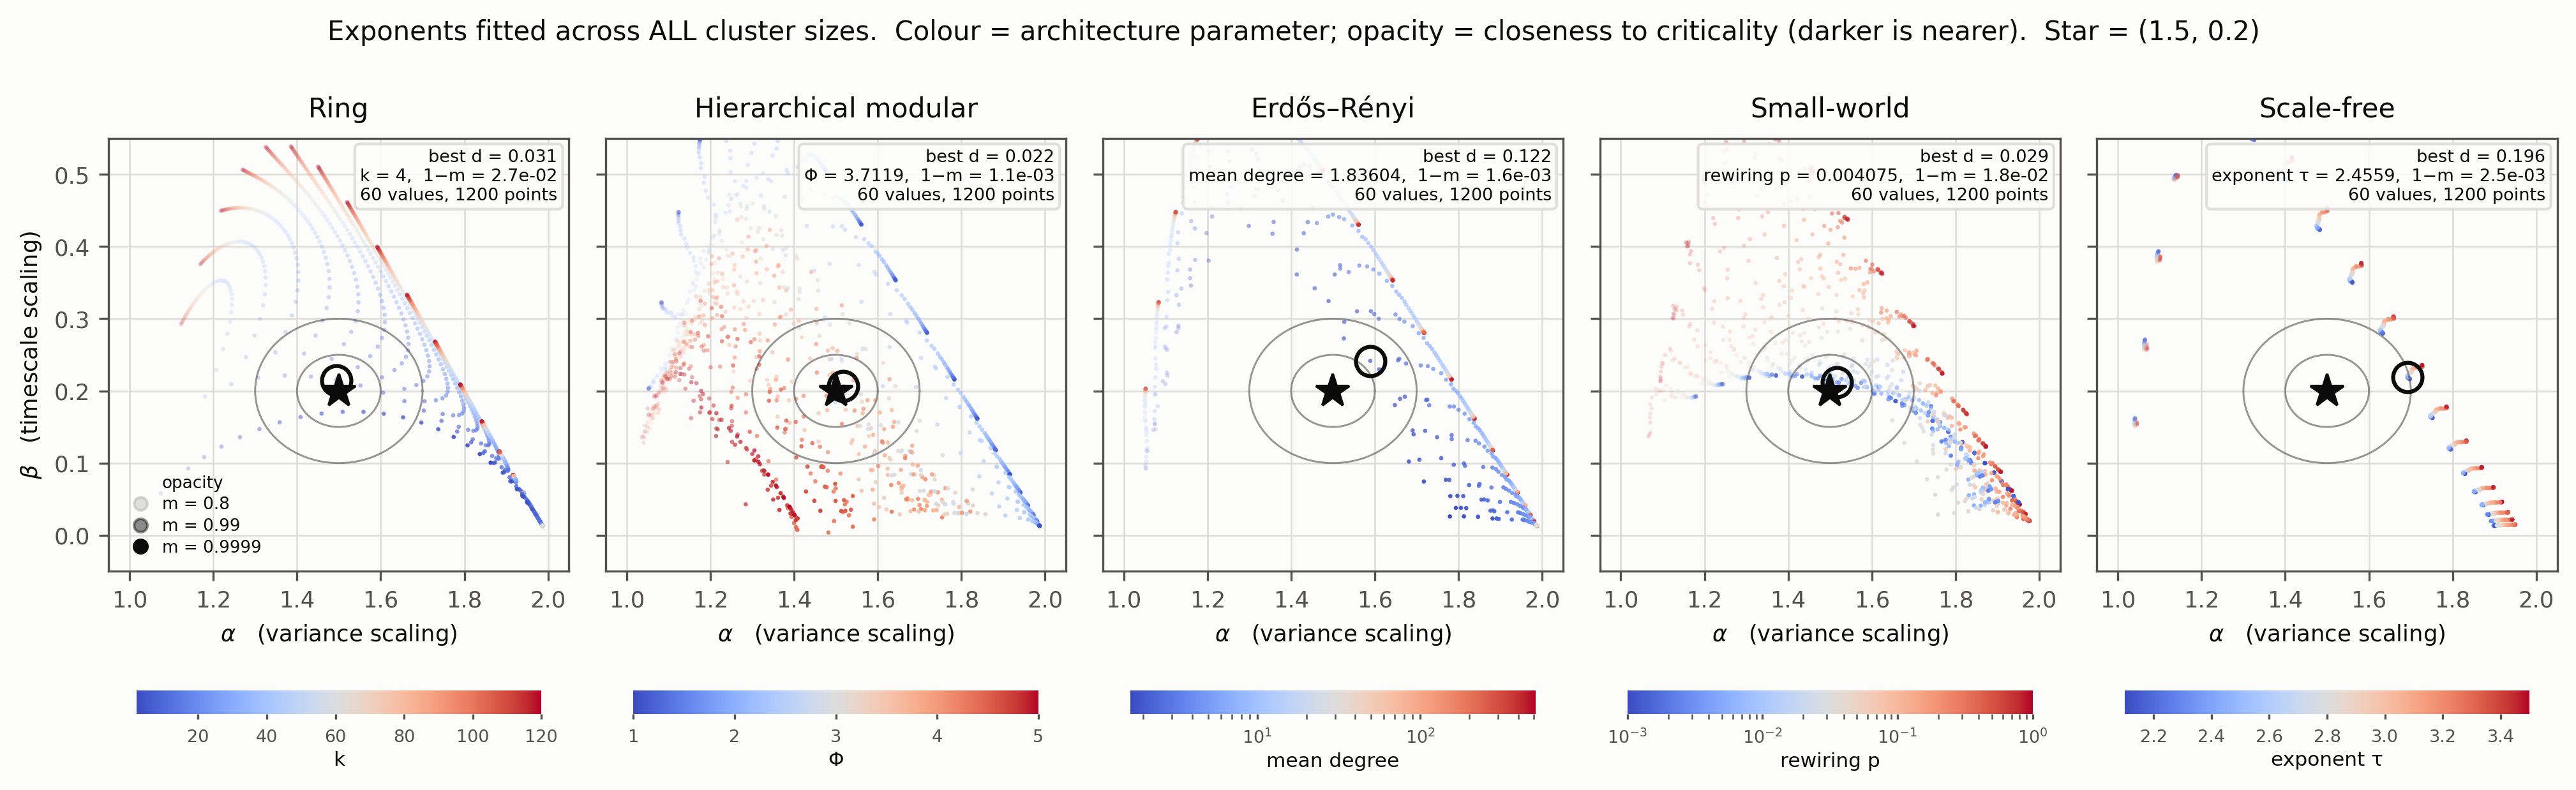 Exponents fitted across ALL cluster sizes.  Colour = architecture parameter; opacity = closeness to criticality (darker is nearer).  Star = (1.5, 0.2)
Ring
best d = 0.031
k = 4,  1−m = 2.7e-02
60 values, 1200 points
β   (timescale scaling)
0.5
0.4
0.3
0.2
0.1
0.0
opacity
m = 0.8
m = 0.99
m = 0.9999
1.0 1.2 1.4 1.6 1.8 2.0
α   (variance scaling)
20 40 60 80 100 120
k
Hierarchical modular
best d = 0.022
Φ = 3.7119,  1−m = 1.1e-03
60 values, 1200 points
1.0 1.2 1.4 1.6 1.8 2.0
α   (variance scaling)
1 2 3 4 5
Φ
Erdős–Rényi
best d = 0.122
mean degree = 1.83604,  1−m = 1.6e-03
60 values, 1200 points
1.0 1.2 1.4 1.6 1.8 2.0
α   (variance scaling)
10¹ 10²
mean degree
Small-world
best d = 0.029
rewiring p = 0.004075,  1−m = 1.8e-02
60 values, 1200 points
1.0 1.2 1.4 1.6 1.8 2.0
α   (variance scaling)
10⁻³ 10⁻² 10⁻¹ 10⁰
rewiring p
Scale-free
best d = 0.196
exponent τ = 2.4559,  1−m = 2.5e-03
60 values, 1200 points
1.0 1.2 1.4 1.6 1.8 2.0
α   (variance scaling)
2.2 2.4 2.6 2.8 3.0 3.2 3.4
exponent τ